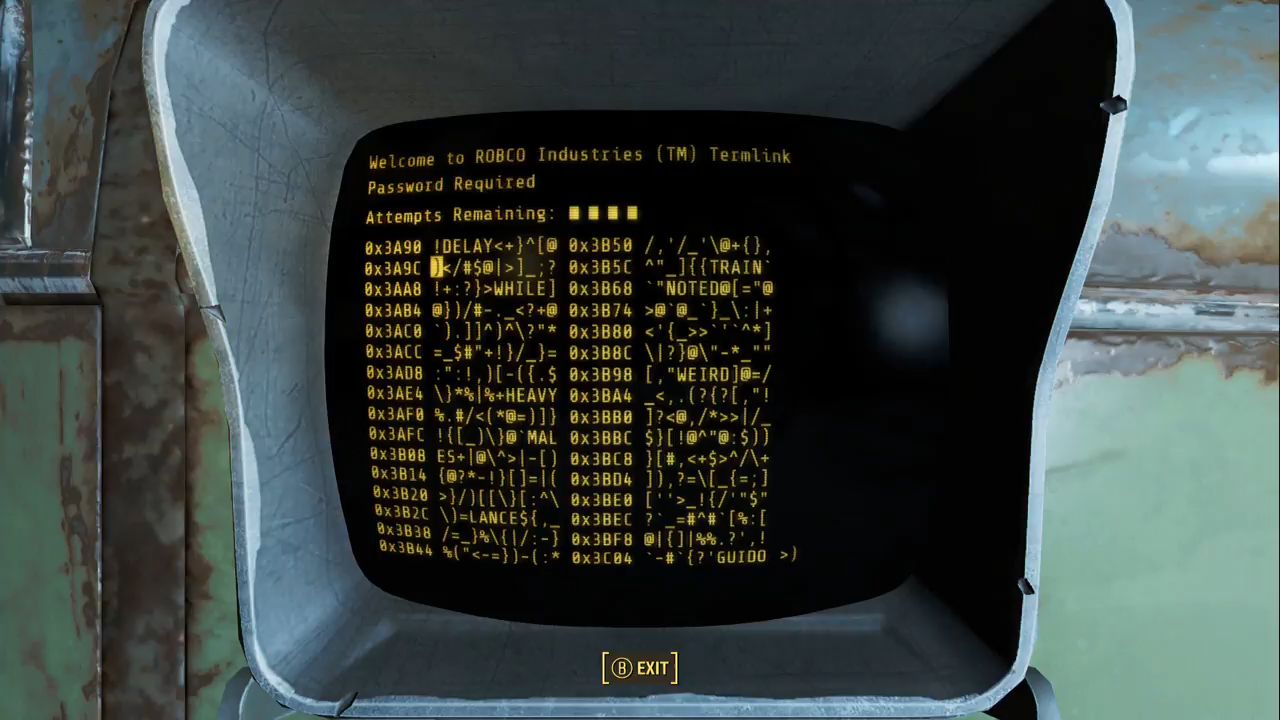 Welcome to ROBCO Industries (TM) Termlink
Password Required
Attempts Remaining: ■ ■ ■ ■
0x3A90 !DELAY<+}^[@ 0x3B50 /,'/_'\@+{},
0x3A9C )</#$@|>]_;? 0x3B5C ^"_]{{TRAIN'
0x3AA8 !+:?}>WHILE] 0x3B68 `"NOTED@[="@
0x3AB4 @})/#-._<?+@ 0x3B74 >@`@_`}_\:|+
0x3AC0 `).]]^)^\?"* 0x3B80 <'{_>>`'`^*]
0x3ACC =_$#"+!}/_}= 0x3B8C \|?}@\"-*_""
0x3AD8 :":!,)[-({.$ 0x3B98 [,"WEIRD]@=/
0x3AE4 \}*%|%+HEAVY 0x3BA4 _<,.(?{?[,"!
0x3AF0 %.#/<(*@=)]} 0x3BB0 ]?<@,/*>>|/_
0x3AFC !{[_)\}@`MAL 0x3BBC $}[!@^"@:$))
0x3B08 ES+|@\^>|-[) 0x3BC8 }[#,<+$>^/\+
0x3B14 {@?*-!}[]=|( 0x3BD4 ]),?=\[_{=;]
0x3B20 >}/)[[\}[:^\ 0x3BE0 [''>_!{/'"$"
0x3B2C \)=LANCE${,_ 0x3BEC ?`_=#^#`[%:[
0x3B38 /=_}%\{|/:-} 0x3BF8 @|{]|%%.?',!
0x3B44 %("<-=})-(:* 0x3C04 `-#`{?'GUIDO >)
[Ⓑ EXIT]